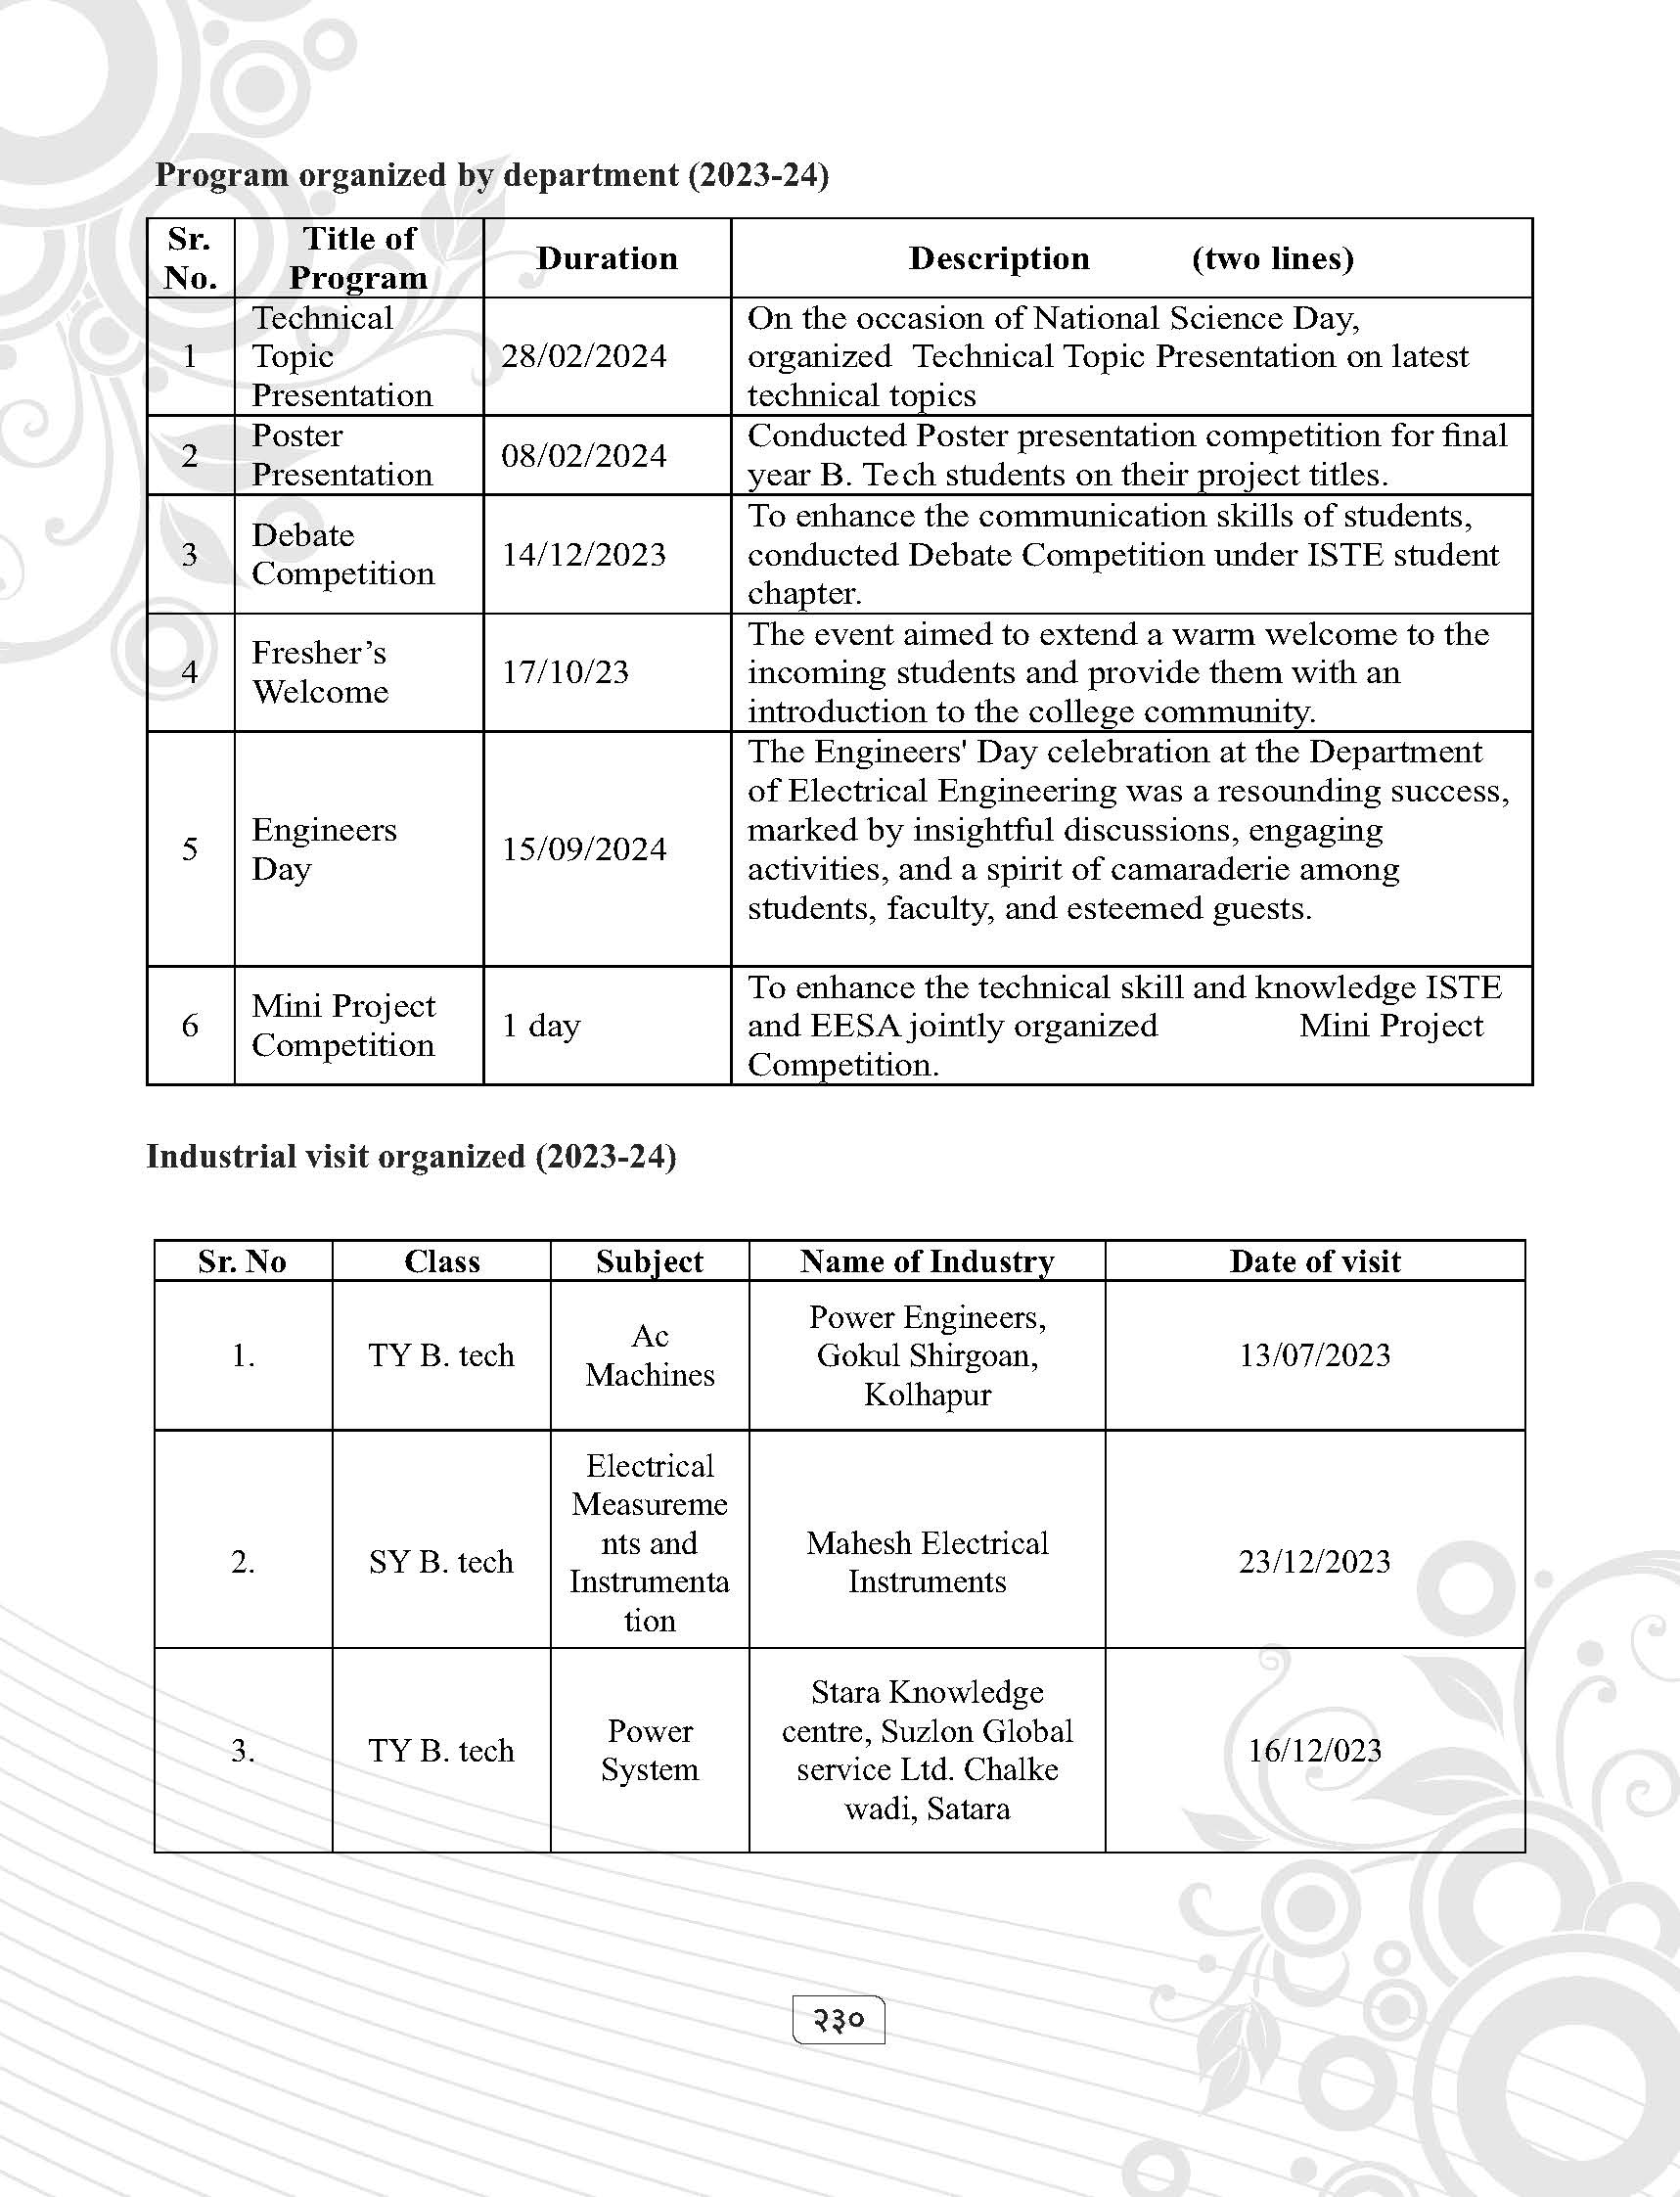 Program organized by department (2023-24)
Sr. No. Title of Program Duration Description (two lines)
1 Technical Topic Presentation 28/02/2024 On the occasion of National Science Day,
organized Technical Topic Presentation on latest
technical topics
2 Poster Presentation 08/02/2024 Conducted Poster presentation competition for final
year B. Tech students on their project titles.
3 Debate Competition 14/12/2023 To enhance the communication skills of students,
conducted Debate Competition under ISTE student
chapter.
4 Fresher’s Welcome 17/10/23 The event aimed to extend a warm welcome to the
incoming students and provide them with an
introduction to the college community.
5 Engineers Day 15/09/2024 The Engineers' Day celebration at the Department
of Electrical Engineering was a resounding success,
marked by insightful discussions, engaging
activities, and a spirit of camaraderie among
students, faculty, and esteemed guests.
6 Mini Project Competition 1 day To enhance the technical skill and knowledge ISTE
and EESA jointly organized Mini Project
Competition.
Industrial visit organized (2023-24)
Sr. No Class Subject Name of Industry Date of visit
1. TY B. tech Ac Machines Power Engineers, Gokul Shirgoan, Kolhapur 13/07/2023
2. SY B. tech Electrical Measureme nts and Instrumenta tion Mahesh Electrical Instruments 23/12/2023
3. TY B. tech Power System Stara Knowledge centre, Suzlon Global service Ltd. Chalke wadi, Satara 16/12/023
२३०